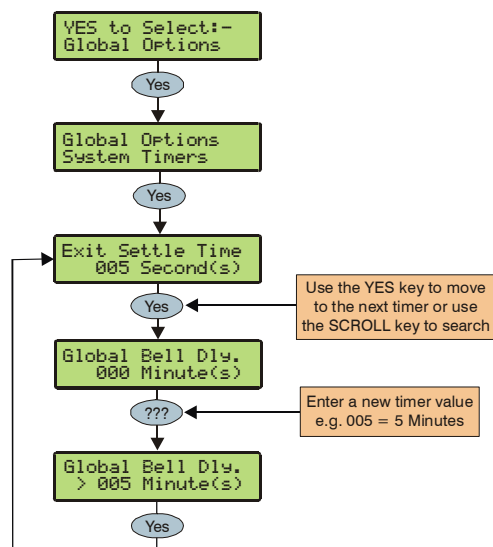 YES to Select:-
Global Options
Yes
Global Options
System Timers
Yes
Exit Settle Time
005 Second(s)
Yes
Use the YES key to move
to the next timer or use
the SCROLL key to search
Global Bell Dly.
000 Minute(s)
???
Enter a new timer value
e.g. 005 = 5 Minutes
Global Bell Dly.
> 005 Minute(s)
Yes